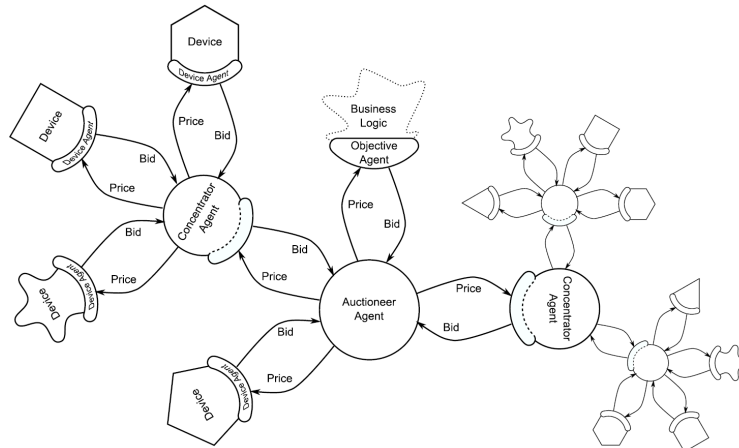 Device
Device Agent
Price
Bid
Device
Device Agent
Bid
Price
Concentrator
Agent
Bid
Price
Device Agent
Device
Bid
Price
Business
Logic
Objective
Agent
Price
Bid
Auctioneer
Agent
Price
Bid
Concentrator
Agent
Bid
Price
Device Agent
Device